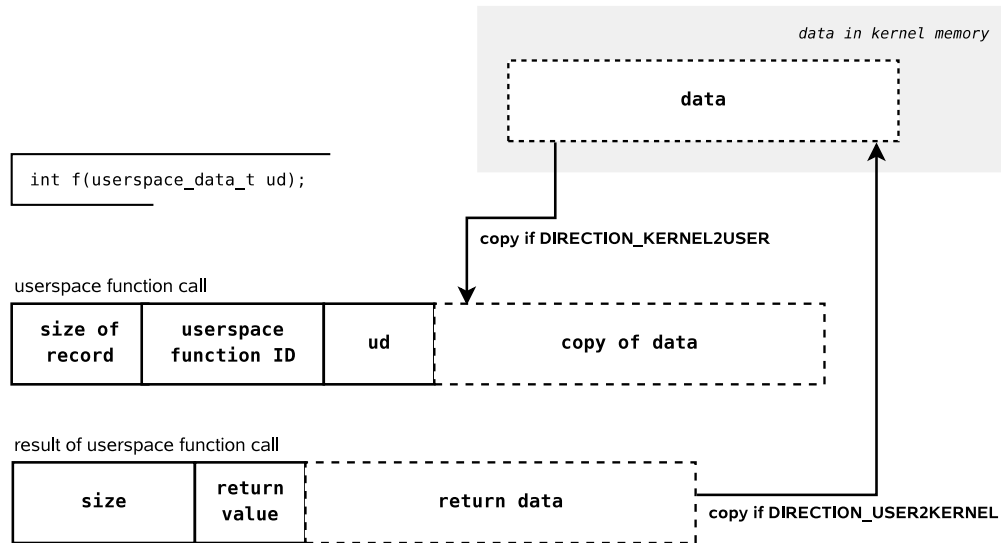 data in kernel memory
data
int f(userspace_data_t ud);
copy if DIRECTION_KERNEL2USER
userspace function call
size of
record
userspace
function ID
ud
copy of data
result of userspace function call
size
return
value
return data
copy if DIRECTION_USER2KERNEL